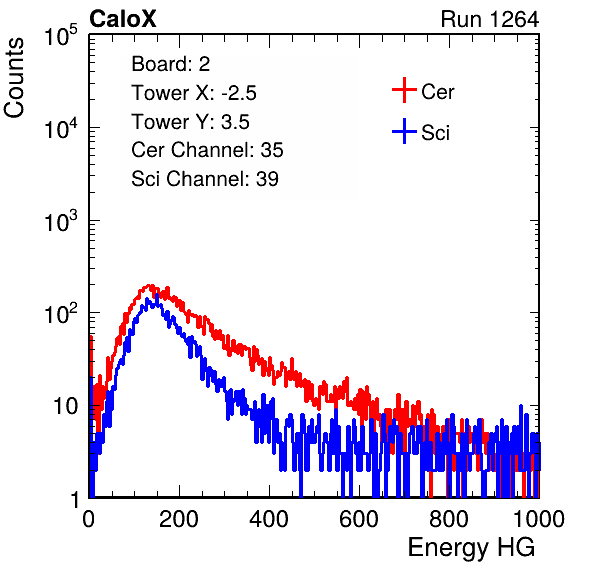 CaloX Run 1264
Counts
Board: 2
Tower X: -2.5
Tower Y: 3.5
Cer Channel: 35
Sci Channel: 39
Cer
Sci
10^5
10^4
10^3
10^2
10
1
0 200 400 600 800 1000
Energy HG